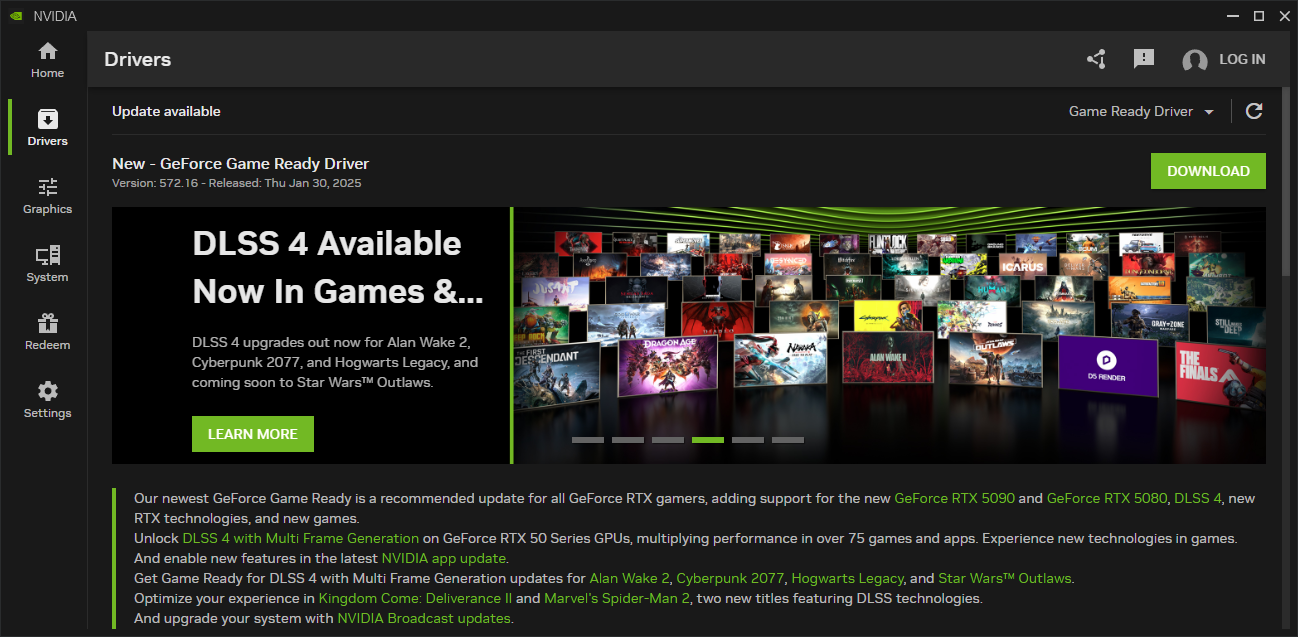 NVIDIA
Home
Drivers
Graphics
System
Redeem
Settings
Drivers
LOG IN
Update available
Game Ready Driver
New - GeForce Game Ready Driver
Version: 572.16 - Released: Thu Jan 30, 2025
DOWNLOAD
DLSS 4 Available
Now In Games &...
DLSS 4 upgrades out now for Alan Wake 2,
Cyberpunk 2077, and Hogwarts Legacy, and
coming soon to Star Wars™ Outlaws.
LEARN MORE
FLINTLOCK
ICARUS
GRAY ZONE
WARFARE
STILL WAKES
THE DEEP
THE FIRST
DESCENDANT
DRAGON AGE
NARAKA
ALAN WAKE II
OUTLAWS
D5 RENDER
THE
FINALS
Our newest GeForce Game Ready is a recommended update for all GeForce RTX gamers, adding support for the new GeForce RTX 5090 and GeForce RTX 5080, DLSS 4, new
RTX technologies, and new games.
Unlock DLSS 4 with Multi Frame Generation on GeForce RTX 50 Series GPUs, multiplying performance in over 75 games and apps. Experience new technologies in games.
And enable new features in the latest NVIDIA app update.
Get Game Ready for DLSS 4 with Multi Frame Generation updates for Alan Wake 2, Cyberpunk 2077, Hogwarts Legacy, and Star Wars™ Outlaws.
Optimize your experience in Kingdom Come: Deliverance II and Marvel's Spider-Man 2, two new titles featuring DLSS technologies.
And upgrade your system with NVIDIA Broadcast updates.